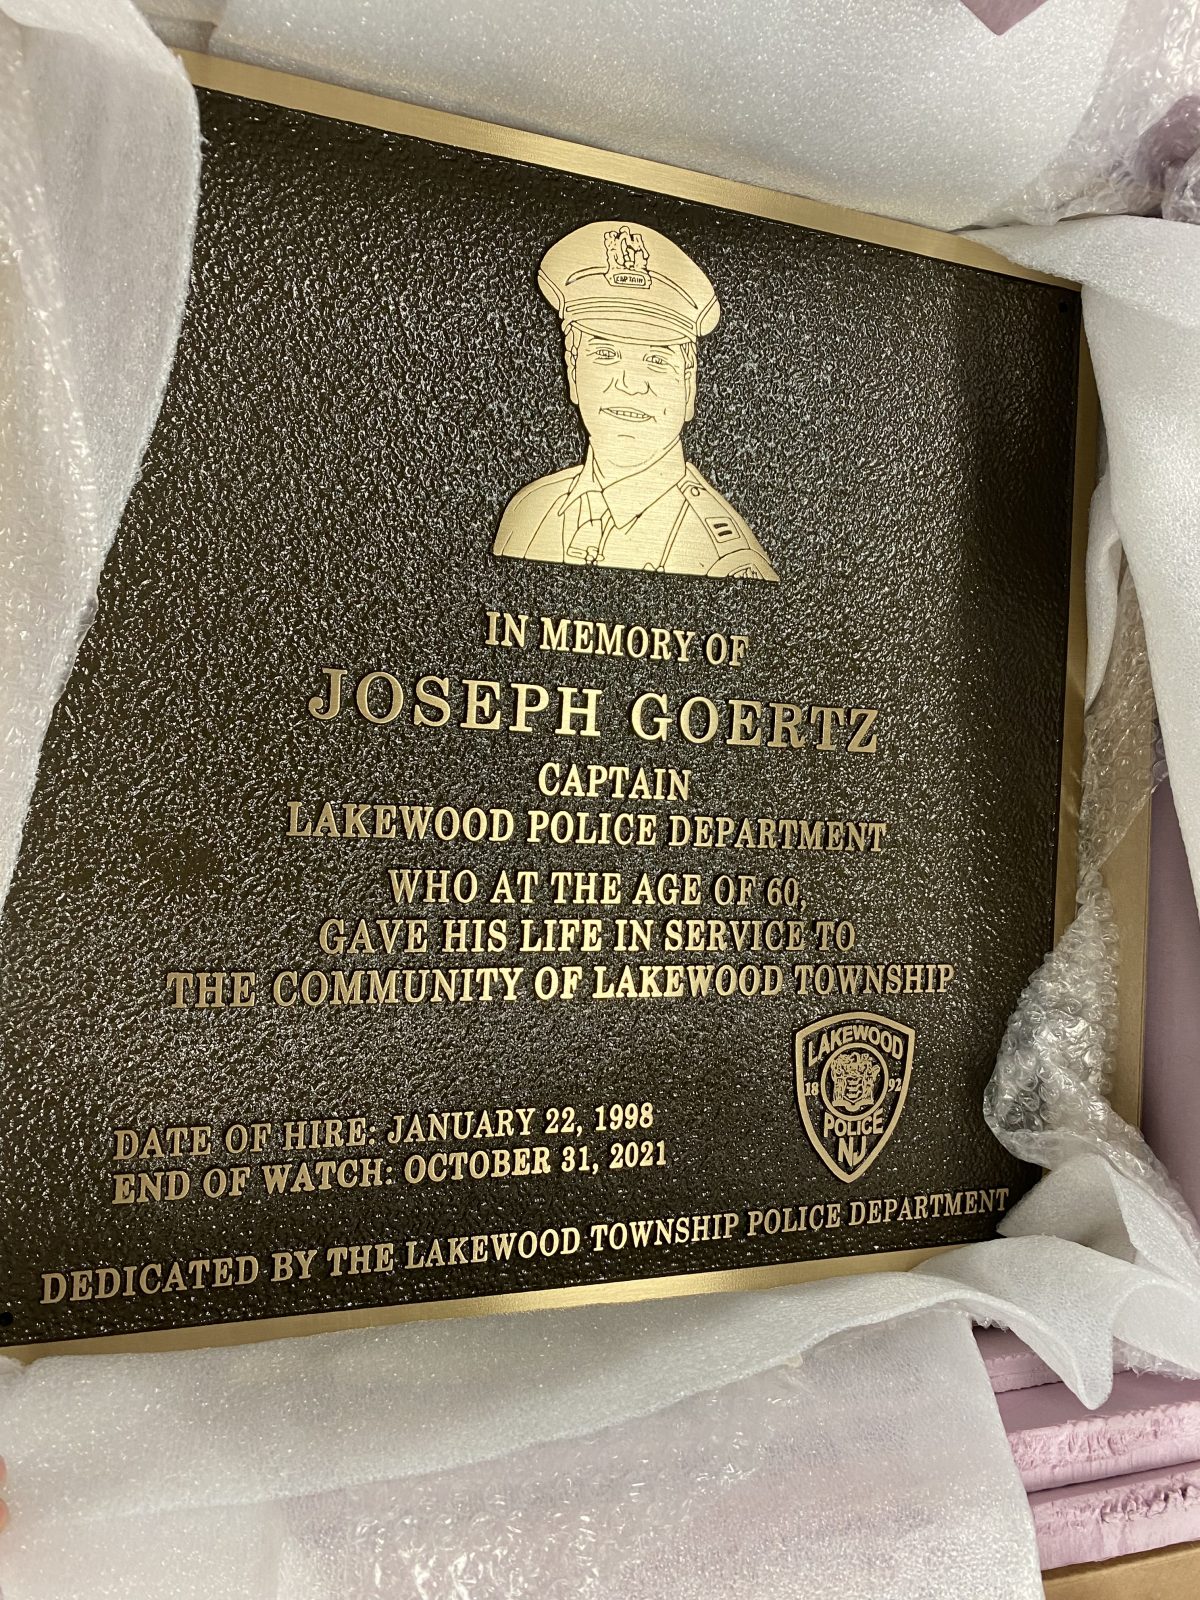 CAPTAIN
IN MEMORY OF
JOSEPH GOERTZ
CAPTAIN
LAKEWOOD POLICE DEPARTMENT
WHO AT THE AGE OF 60,
GAVE HIS LIFE IN SERVICE TO
THE COMMUNITY OF LAKEWOOD TOWNSHIP
LAKEWOOD
18 92
POLICE
NJ
DATE OF HIRE: JANUARY 22, 1998
END OF WATCH: OCTOBER 31, 2021
DEDICATED BY THE LAKEWOOD TOWNSHIP POLICE DEPARTMENT